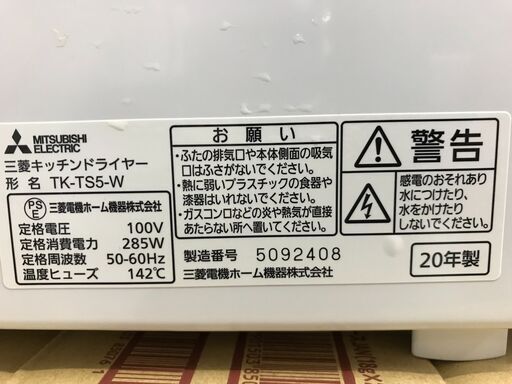 MITSUBISHI
ELECTRIC
三菱キッチンドライヤー
形 名 TK-TS5-W
PS
E
三菱電機ホーム機器株式会社
定格電圧 100V
定格消費電力 285W
定格周波数 50-60Hz
温度ヒューズ 142℃
お願い
・ふたの排気口や本体側面の吸気
口はふさがないでください。
・熱に弱いプラスチックの食器や
漆器はいれないでください。
・ガスコンロなどの炎や熱気が直接
あたらない所へ置いてください。
製造番号 5092408
三菱電機ホーム機器株式会社
警告
感電のおそれあり
水につけたり、
水をかけたり
しないでください。
20年製